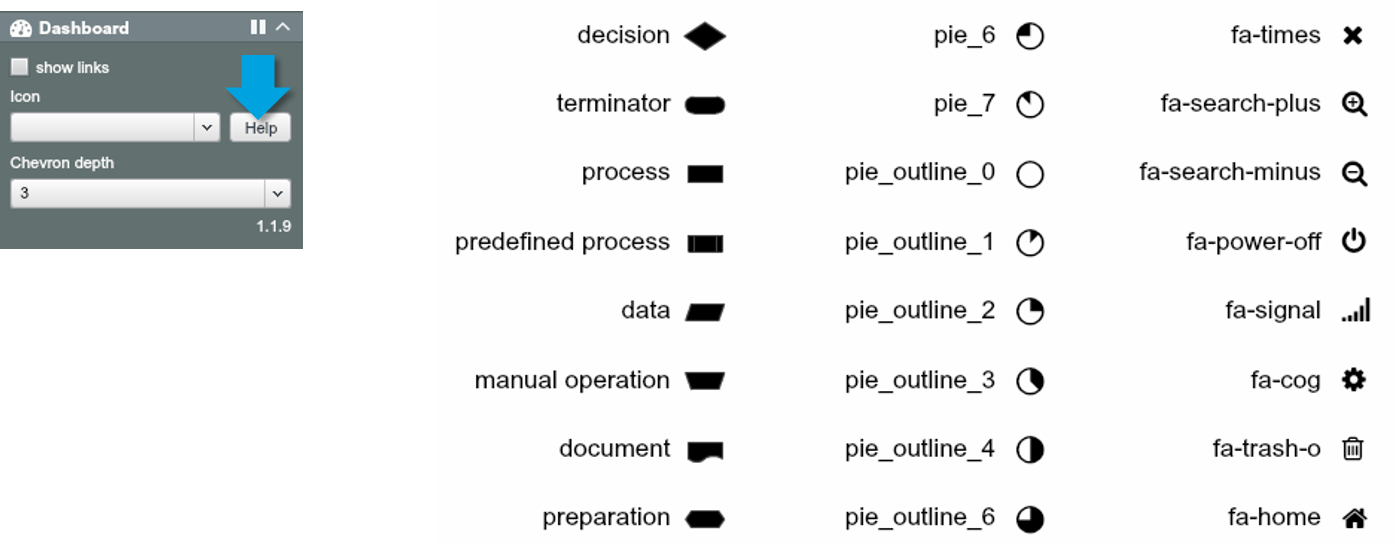 Dashboard
show links
Icon
Help
Chevron depth
3
1.1.9
decision
terminator
process
predefined process
data
manual operation
document
preparation
pie_6
pie_7
pie_outline_0
pie_outline_1
pie_outline_2
pie_outline_3
pie_outline_4
pie_outline_6
fa-times
fa-search-plus
fa-search-minus
fa-power-off
fa-signal
fa-cog
fa-trash-o
fa-home